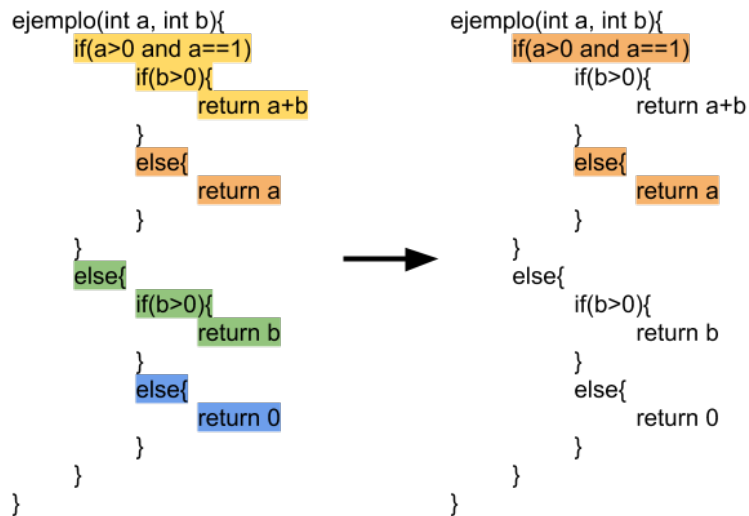 ejemplo(int a, int b){
if(a>0 and a==1)
if(b>0){
return a+b
}
else{
return a
}
}
else{
if(b>0){
return b
}
else{
return 0
}
}
}
ejemplo(int a, int b){
if(a>0 and a==1)
if(b>0){
return a+b
}
else{
return a
}
}
else{
if(b>0){
return b
}
else{
return 0
}
}
}